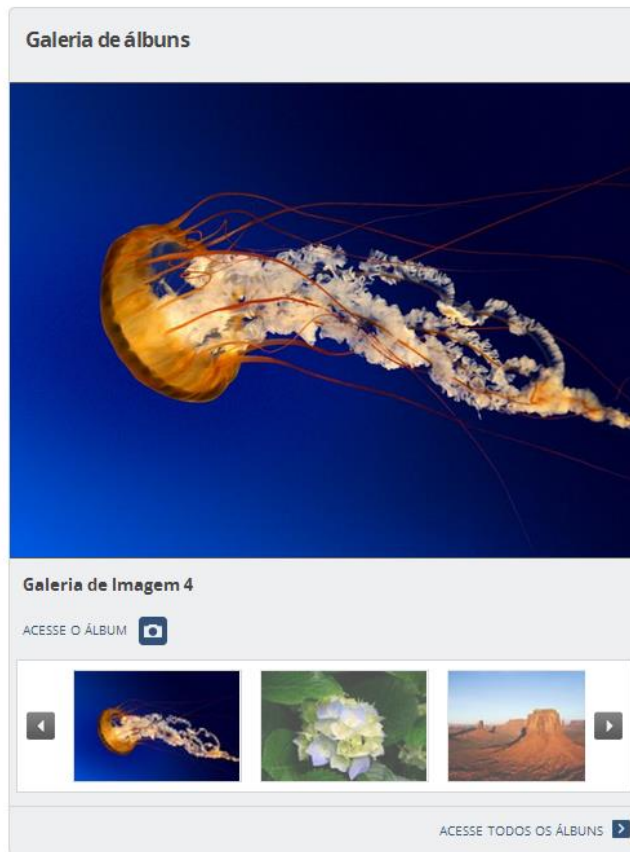 Galeria de álbuns
Galeria de Imagem 4
ACESSE O ÁLBUM
ACESSE TODOS OS ÁLBUNS